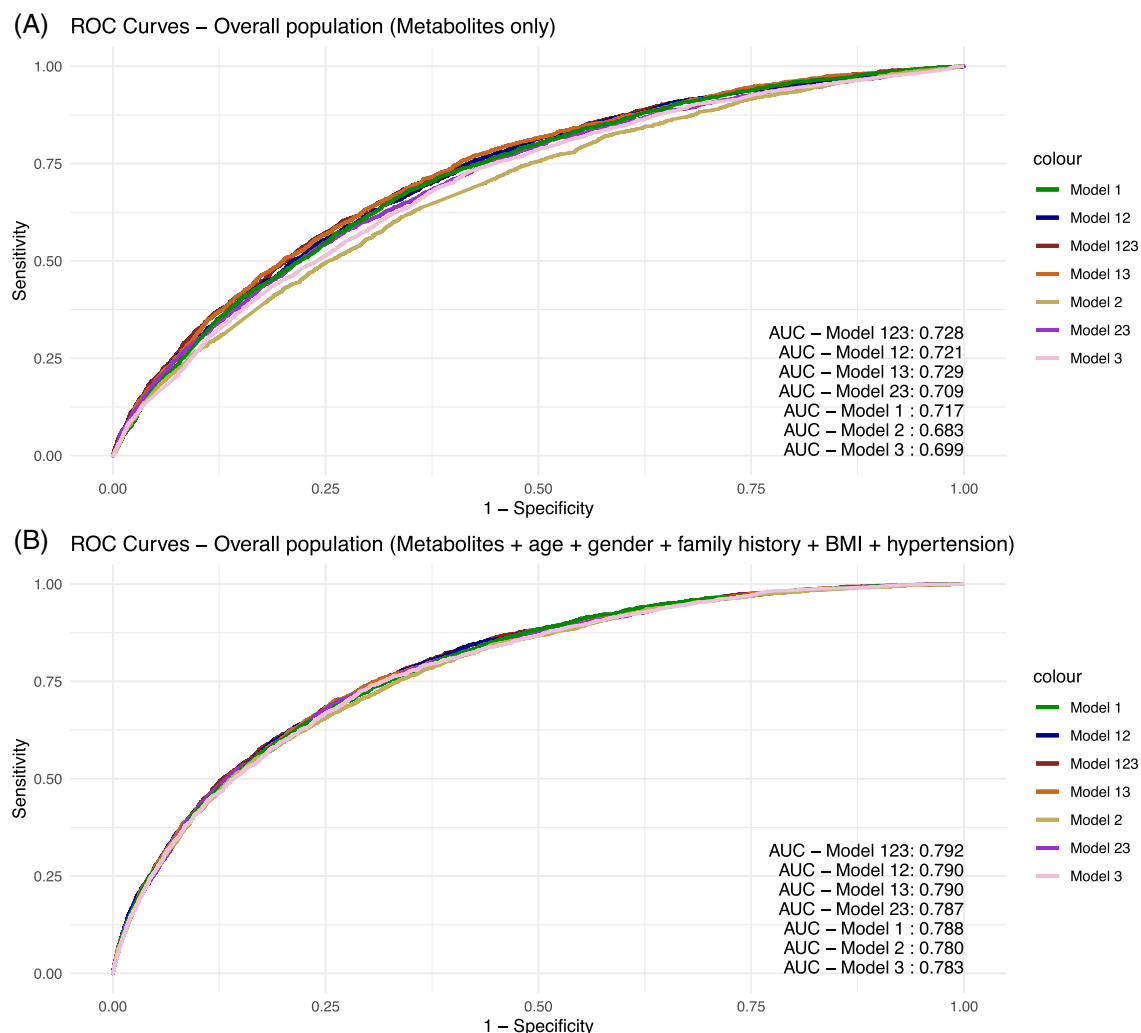 (A) ROC Curves – Overall population (Metabolites only)
1.00
0.75
0.50
0.25
0.00
Sensitivity
0.00 0.25 0.50 0.75 1.00
1 – Specificity
AUC – Model 123: 0.728
AUC – Model 12: 0.721
AUC – Model 13: 0.729
AUC – Model 23: 0.709
AUC – Model 1 : 0.717
AUC – Model 2 : 0.683
AUC – Model 3 : 0.699
colour
Model 1
Model 12
Model 123
Model 13
Model 2
Model 23
Model 3
(B) ROC Curves – Overall population (Metabolites + age + gender + family history + BMI + hypertension)
1.00
0.75
0.50
0.25
0.00
Sensitivity
0.00 0.25 0.50 0.75 1.00
1 – Specificity
AUC – Model 123: 0.792
AUC – Model 12: 0.790
AUC – Model 13: 0.790
AUC – Model 23: 0.787
AUC – Model 1 : 0.788
AUC – Model 2 : 0.780
AUC – Model 3 : 0.783
colour
Model 1
Model 12
Model 123
Model 13
Model 2
Model 23
Model 3